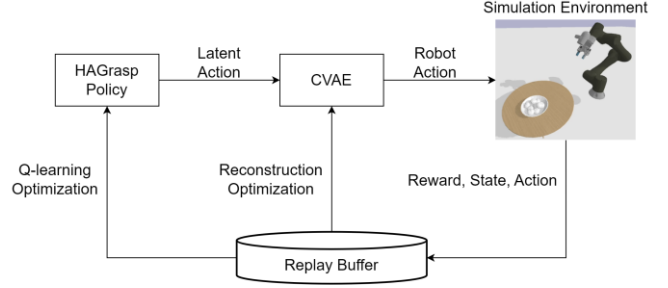 Simulation Environment
HAGrasp
Policy
Latent
Action
CVAE
Robot
Action
Q-learning
Optimization
Reconstruction
Optimization
Reward, State, Action
Replay Buffer